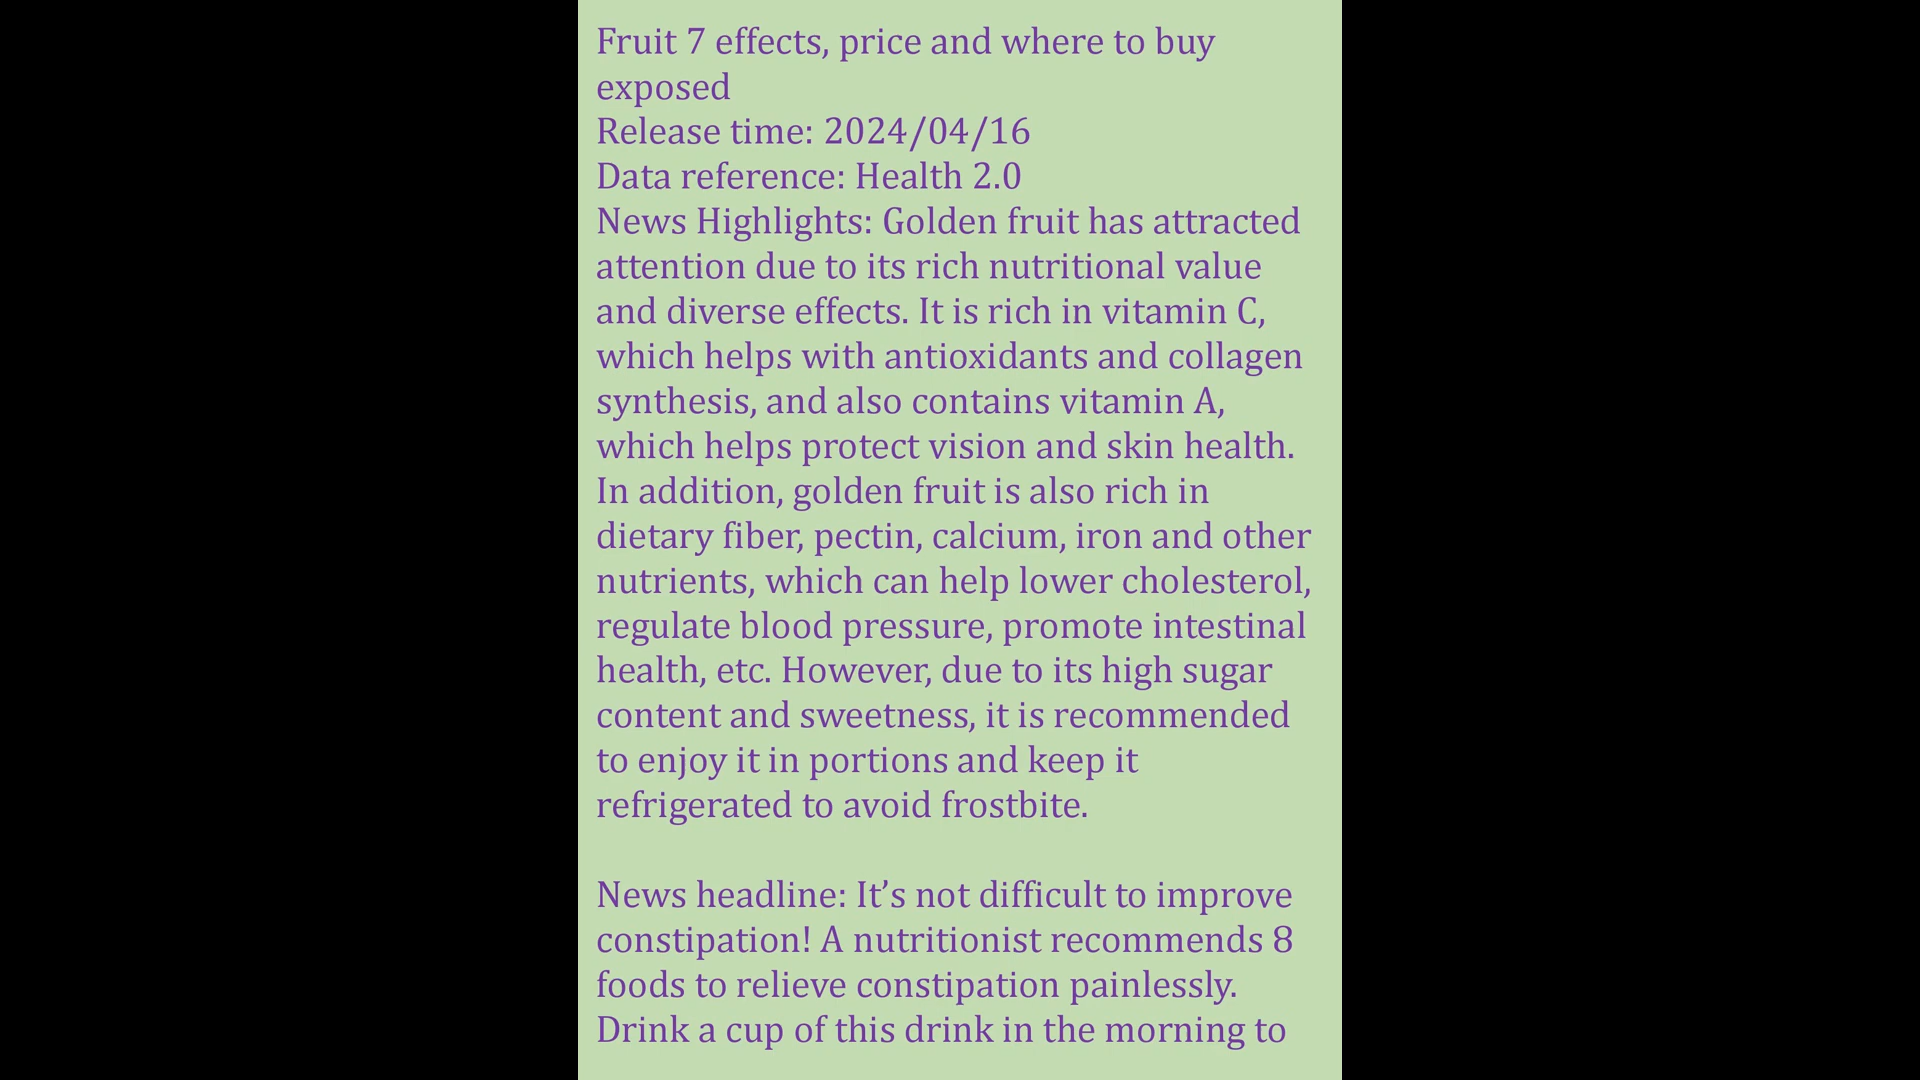 Fruit 7 effects, price and where to buy
exposed
Release time: 2024/04/16
Data reference: Health 2.0
News Highlights: Golden fruit has attracted
attention due to its rich nutritional value
and diverse effects. It is rich in vitamin C,
which helps with antioxidants and collagen
synthesis, and also contains vitamin A,
which helps protect vision and skin health.
In addition, golden fruit is also rich in
dietary fiber, pectin, calcium, iron and other
nutrients, which can help lower cholesterol,
regulate blood pressure, promote intestinal
health, etc. However, due to its high sugar
content and sweetness, it is recommended
to enjoy it in portions and keep it
refrigerated to avoid frostbite.
News headline: It’s not difficult to improve
constipation! A nutritionist recommends 8
foods to relieve constipation painlessly.
Drink a cup of this drink in the morning to